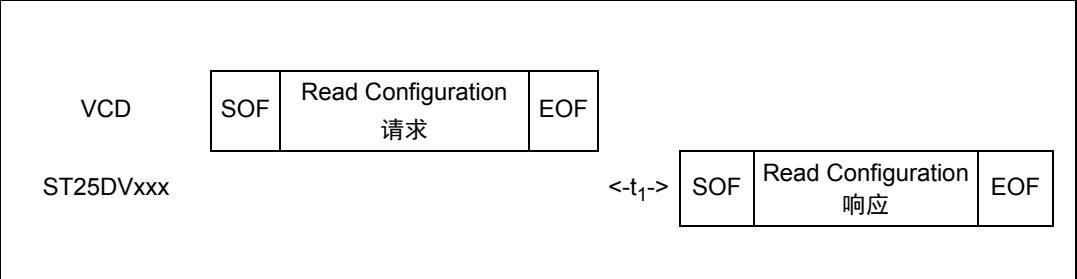 VCD SOF Read Configuration EOF
请求
ST25DVxxx <-t₁-> SOF Read Configuration EOF
响应